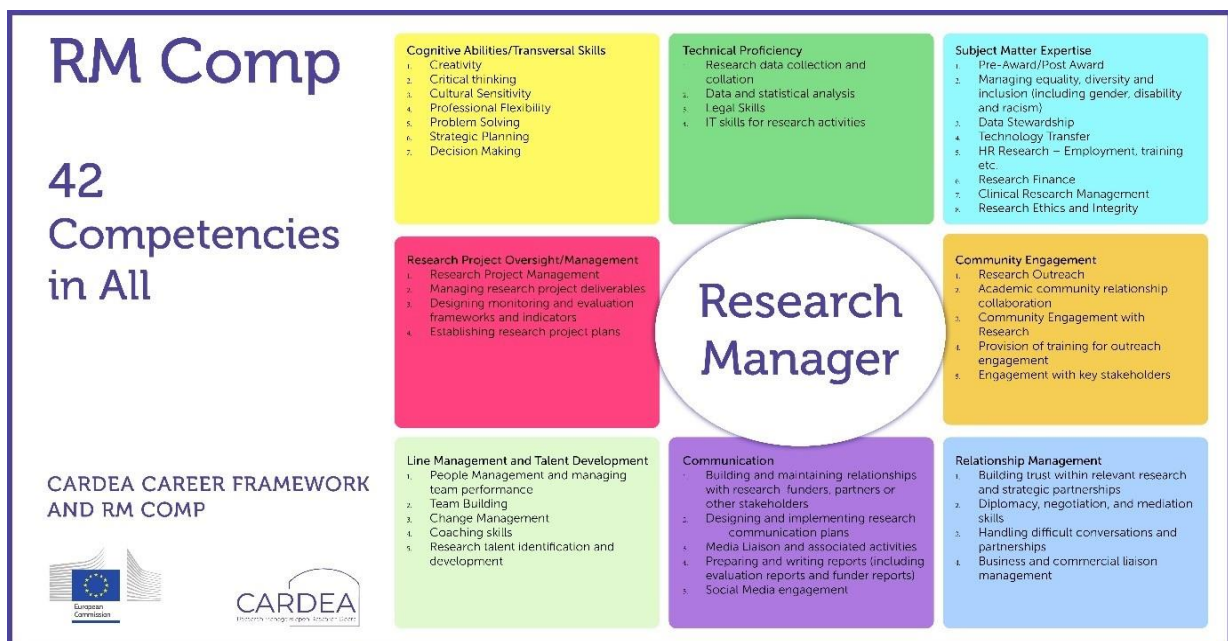 RM Comp
42
Competencies
in All
CARDEA CAREER FRAMEWORK
AND RM COMP
European
Commission
CARDEA
Cognitive Abilities/Transversal Skills
1. Creativity
2. Critical thinking
3. Cultural Sensitivity
4. Professional Flexibility
5. Problem Solving
6. Strategic Planning
7. Decision Making
Technical Proficiency
1. Research data collection and
collation
2. Data and statistical analysis
3. Legal Skills
4. IT skills for research activities
Subject Matter Expertise
1. Pre-Award/Post Award
2. Managing equality, diversity and
inclusion (including gender, disability
and racism)
3. Data Stewardship
4. Technology Transfer
5. HR Research – Employment, training
etc.
6. Research Finance
7. Clinical Research Management
8. Research Ethics and Integrity
Research Project Oversight/Management
1. Research Project Management
2. Managing research project deliverables
3. Designing monitoring and evaluation
frameworks and indicators
4. Establishing research project plans
Research
Manager
Community Engagement
1. Research Outreach
2. Academic community relationship
collaboration
3. Community Engagement with
Research
4. Provision of training for outreach
engagement
5. Engagement with key stakeholders
Line Management and Talent Development
1. People Management and managing
team performance
2. Team Building
3. Change Management
4. Coaching skills
5. Research talent identification and
development
Communication
1. Building and maintaining relationships
with research funders, partners or
other stakeholders
2. Designing and implementing research
communication plans
3. Media Liaison and associated activities
4. Preparing and writing reports (including
evaluation reports and funder reports)
5. Social Media engagement
Relationship Management
1. Building trust within relevant research
and strategic partnerships
2. Diplomacy, negotiation, and mediation
skills
3. Handling difficult conversations and
partnerships
4. Business and commercial liaison
management